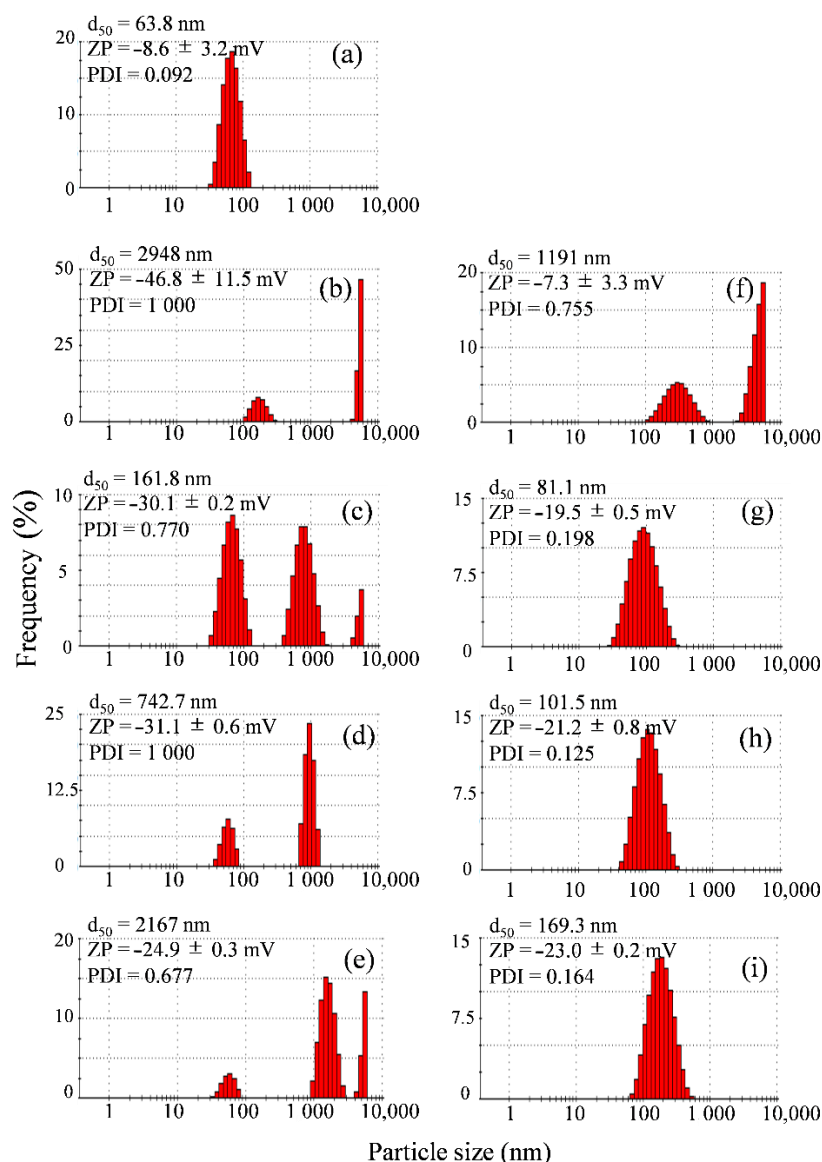 d50 = 63.8 nm
ZP = −8.6 ± 3.2 mV
PDI = 0.092
(a)
20
10
0
1 10 100 1 000 10,000
d50 = 2948 nm
ZP = −46.8 ± 11.5 mV
PDI = 1 000
(b)
50
25
0
1 10 100 1 000 10,000
d50 = 161.8 nm
ZP = −30.1 ± 0.2 mV
PDI = 0.770
(c)
10
5
0
1 10 100 1 000 10,000
d50 = 742.7 nm
ZP = −31.1 ± 0.6 mV
PDI = 1 000
(d)
25
12.5
0
1 10 100 1 000 10,000
d50 = 2167 nm
ZP = −24.9 ± 0.3 mV
PDI = 0.677
(e)
20
10
0
1 10 100 1 000 10,000
d50 = 1191 nm
ZP = −7.3 ± 3.3 mV
PDI = 0.755
(f)
20
10
0
1 10 100 1 000 10,000
d50 = 81.1 nm
ZP = −19.5 ± 0.5 mV
PDI = 0.198
(g)
15
7.5
0
1 10 100 1 000 10,000
d50 = 101.5 nm
ZP = −21.2 ± 0.8 mV
PDI = 0.125
(h)
15
7.5
0
1 10 100 1 000 10,000
d50 = 169.3 nm
ZP = −23.0 ± 0.2 mV
PDI = 0.164
(i)
15
7.5
0
1 10 100 1 000 10,000
Frequency (%)
Particle size (nm)